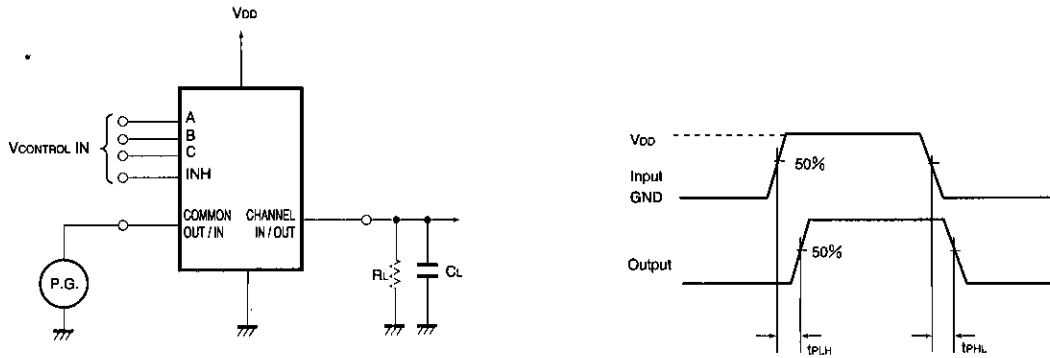 VDD
A
B
C
INH
VCONTROL IN
COMMON
OUT / IN
CHANNEL
IN / OUT
P.G.
RL
CL
VDD
50%
Input
GND
50%
Output
tPLH
tPHL